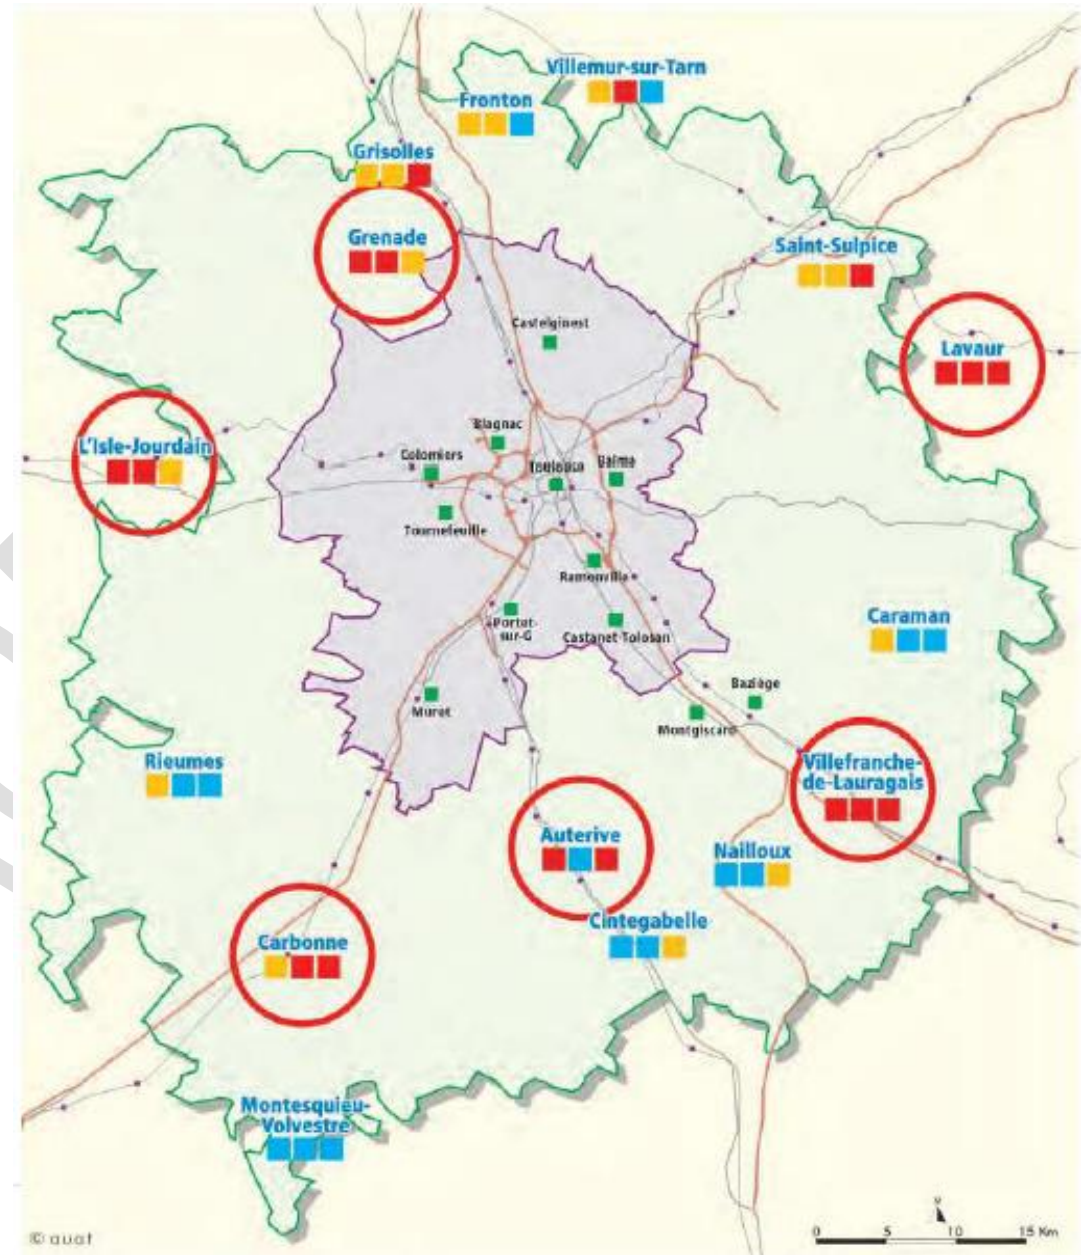 Villemur-sur-Tarn
Fronton
Grisolles
Grenade
Saint-Sulpice
Castelginest
Lavaur
Blagnac
L'Isle-Jourdain
Colomiers
Toulouse
Balma
Tournefeuille
Ramonville
Portet-
sur-G
Castanet-Tolosan
Caraman
Baziège
Muret
Montgiscard
Rieumes
Villefranche-
de-Lauragais
Auterive
Nailloux
Cintegabelle
Carbonne
Montesquieu-
Volvestre
© auat
0 5 10 15 Km